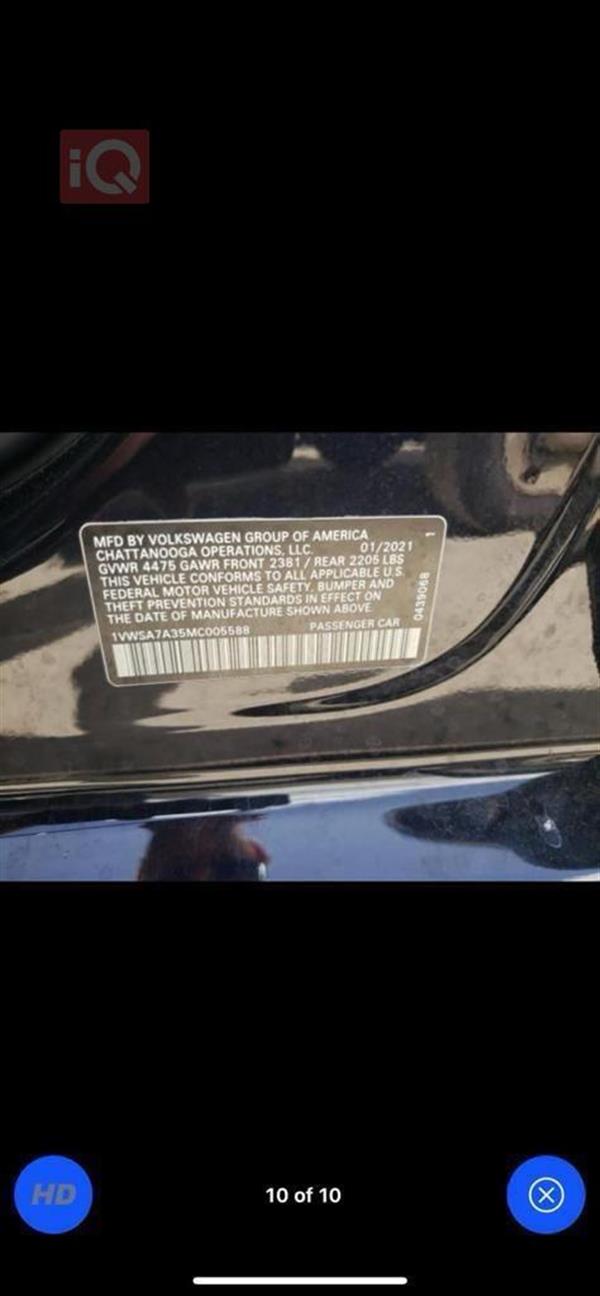 iQ
MFD BY VOLKSWAGEN GROUP OF AMERICA
CHATTANOOGA OPERATIONS, LLC. 01/2021 1
GVWR 4475 GAWR FRONT 2381 / REAR 2205 LBS
THIS VEHICLE CONFORMS TO ALL APPLICABLE U.S.
FEDERAL MOTOR VEHICLE SAFETY, BUMPER AND
THEFT PREVENTION STANDARDS IN EFFECT ON
THE DATE OF MANUFACTURE SHOWN ABOVE
0439068
1VWSA7A35MC005588 PASSENGER CAR
HD
10 of 10